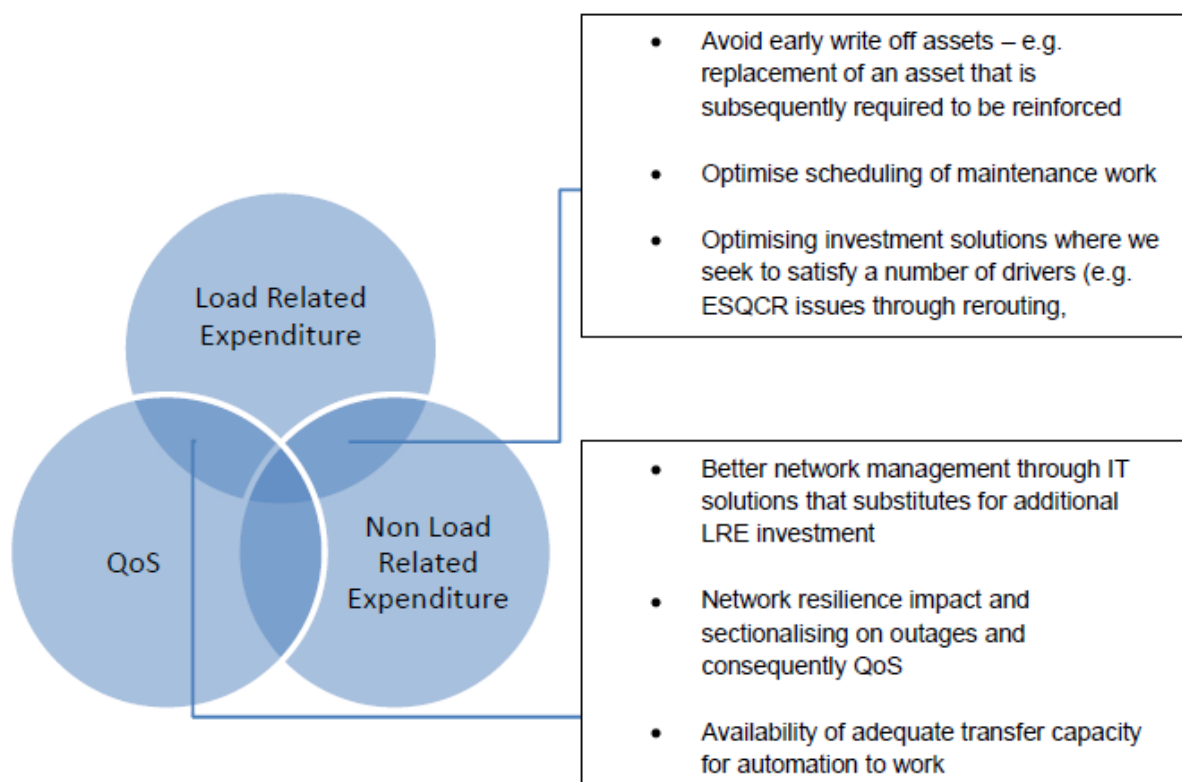 Load Related
Expenditure
QoS
Non Load
Related
Expenditure
• Avoid early write off assets – e.g.
replacement of an asset that is
subsequently required to be reinforced
• Optimise scheduling of maintenance work
• Optimising investment solutions where we
seek to satisfy a number of drivers (e.g.
ESQCR issues through rerouting,
• Better network management through IT
solutions that substitutes for additional
LRE investment
• Network resilience impact and
sectionalising on outages and
consequently QoS
• Availability of adequate transfer capacity
for automation to work